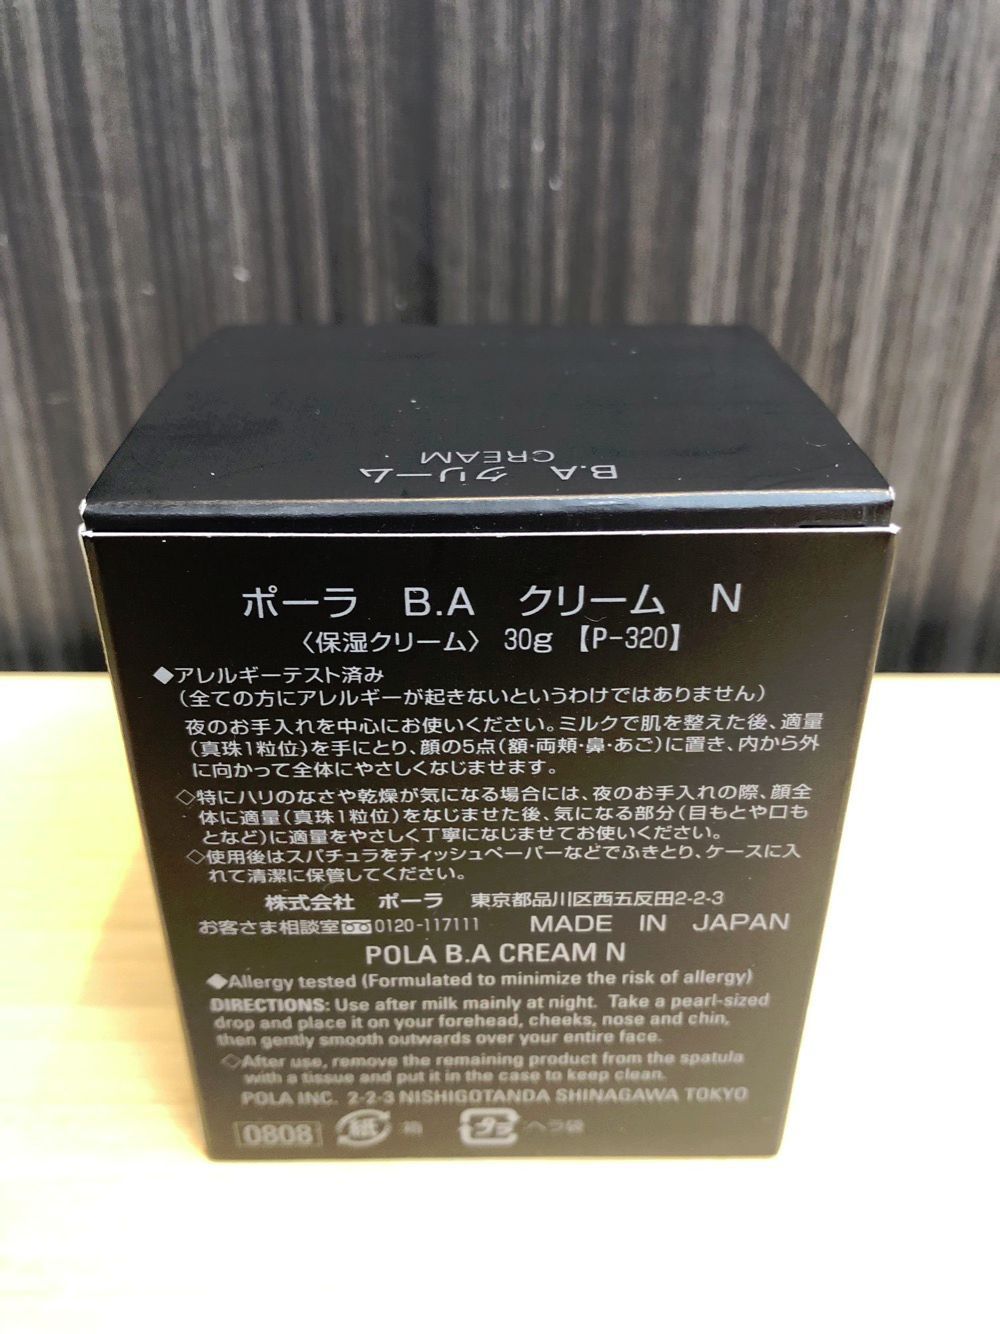 B.A クリーム
CREAM
ポーラ B.A クリーム N
〈保湿クリーム〉 30g 【P-320】
◆アレルギーテスト済み
（全ての方にアレルギーが起きないというわけではありません）
夜のお手入れを中心にお使いください。ミルクで肌を整えた後、適量
（真珠1粒位）を手にとり、顔の5点（額・両頬・鼻・あご）に置き、内から外
に向かって全体にやさしくなじませます。
◇特にハリのなさや乾燥が気になる場合には、夜のお手入れの際、顔全
体に適量（真珠1粒位）をなじませた後、気になる部分（目もとや口も
となど）に適量をやさしく丁寧になじませてお使いください。
◇使用後はスパチュラをティッシュペーパーなどでふきとり、ケースに入
れて清潔に保管してください。
株式会社 ポーラ 東京都品川区西五反田2-2-3
お客さま相談室 0120-117111 MADE IN JAPAN
POLA B.A CREAM N
◆Allergy tested (Formulated to minimize the risk of allergy)
DIRECTIONS: Use after milk mainly at night. Take a pearl-sized
drop and place it on your forehead, cheeks, nose and chin,
then gently smooth outwards over your entire face.
◇After use, remove the remaining product from the spatula
with a tissue and put it in the case to keep clean.
POLA INC. 2-2-3 NISHIGOTANDA SHINAGAWA TOKYO
0808 紙 箱 プラ ヘラ袋